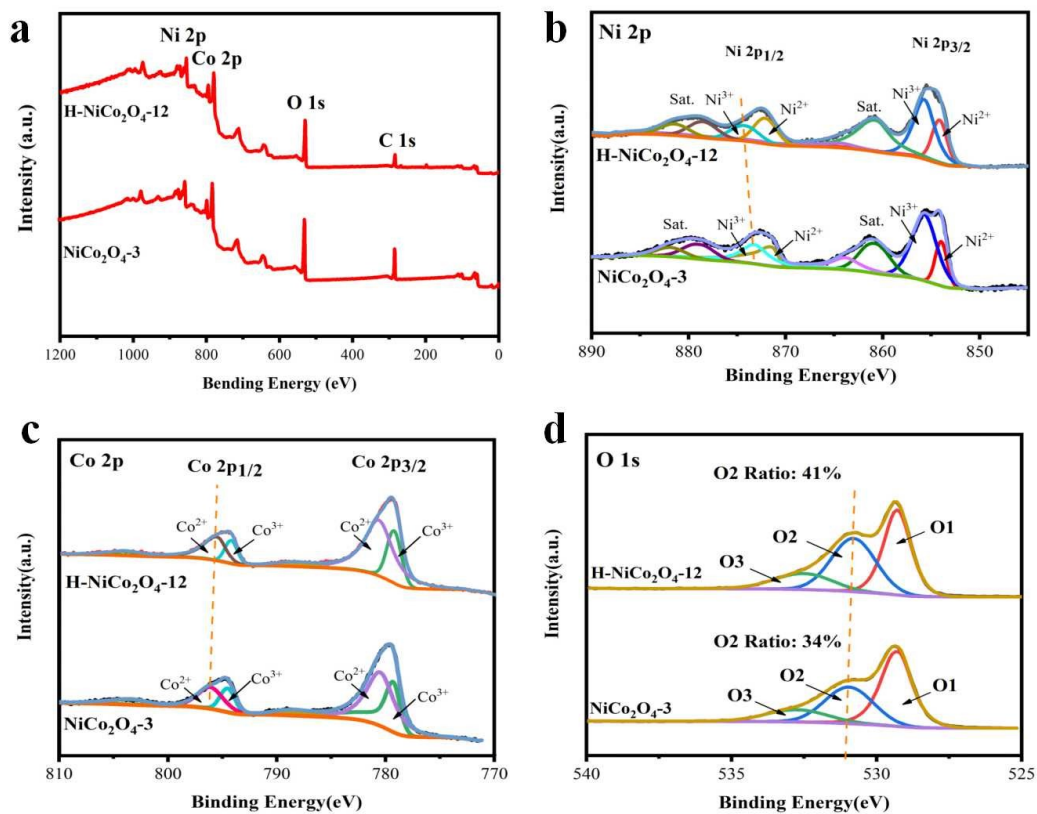 a
Ni 2p
Co 2p
H-NiCo₂O₄-12
O 1s
C 1s
NiCo₂O₄-3
Intensity (a.u.)
1200 1000 800 600 400 200 0
Bending Energy (eV)
b
Ni 2p
Ni 2p1/2
Ni 2p3/2
Sat. Ni³⁺ Ni²⁺ Sat. Ni³⁺ Ni²⁺
H-NiCo₂O₄-12
Sat. Ni³⁺ Ni²⁺ Sat. Ni³⁺ Ni²⁺
NiCo₂O₄-3
Intensity(a.u.)
890 880 870 860 850
Binding Energy(eV)
c
Co 2p
Co 2p1/2
Co 2p3/2
Co²⁺ Co³⁺ Co²⁺ Co³⁺
H-NiCo₂O₄-12
Co²⁺ Co³⁺ Co²⁺ Co³⁺
NiCo₂O₄-3
Intensity(a.u.)
810 800 790 780 770
Binding Energy(eV)
d
O 1s
O2 Ratio: 41%
O3 O2 O1
H-NiCo₂O₄-12
O2 Ratio: 34%
O3 O2 O1
NiCo₂O₄-3
Intensity(a.u.)
540 535 530 525
Binding Energy(eV)